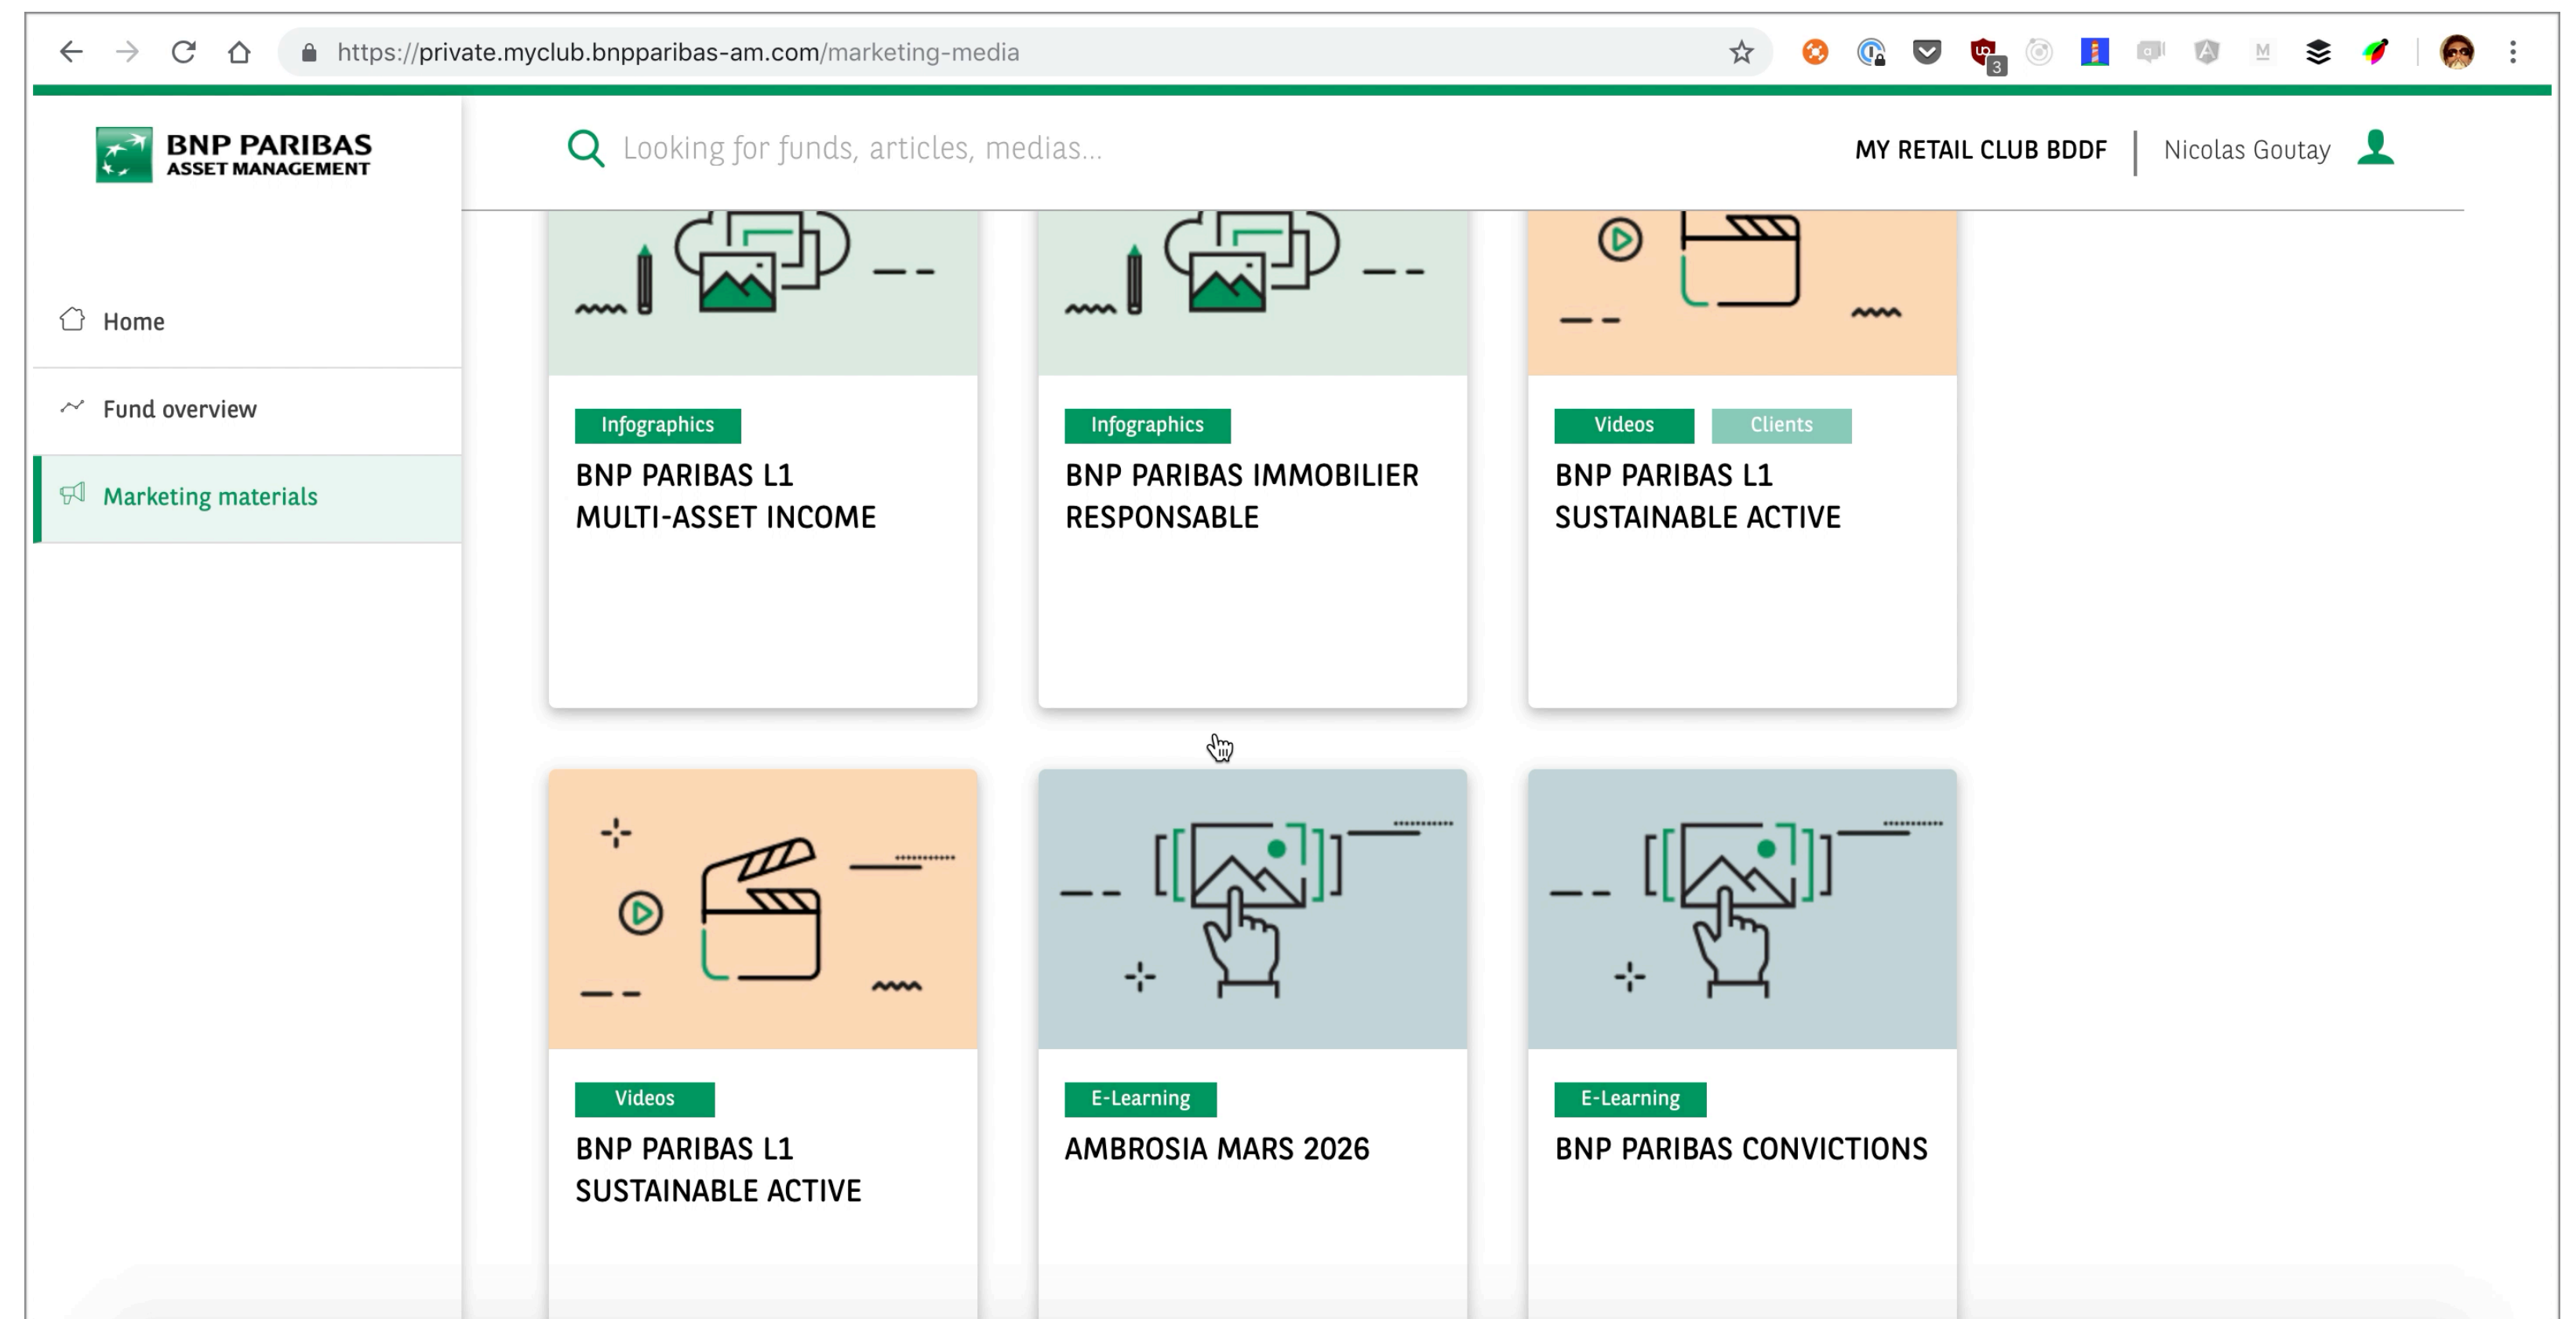 https://private.myclub.bnpparibas-am.com/marketing-media
3
BNP PARIBAS
ASSET MANAGEMENT
Looking for funds, articles, medias...
MY RETAIL CLUB BDDF
Nicolas Goutay
Home
Fund overview
Marketing materials
Infographics
BNP PARIBAS L1
MULTI-ASSET INCOME
Infographics
BNP PARIBAS IMMOBILIER
RESPONSABLE
Videos Clients
BNP PARIBAS L1
SUSTAINABLE ACTIVE
Videos
BNP PARIBAS L1
SUSTAINABLE ACTIVE
E-Learning
AMBROSIA MARS 2026
E-Learning
BNP PARIBAS CONVICTIONS